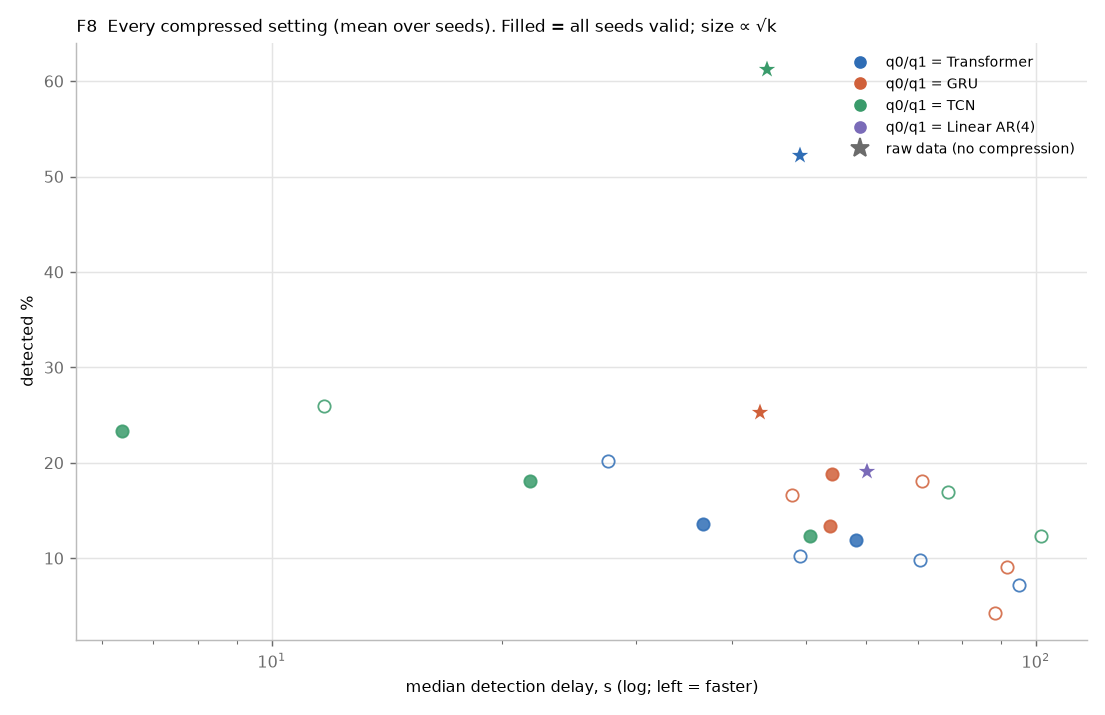 F8  Every compressed setting (mean over seeds). Filled = all seeds valid; size ∝ √k
q0/q1 = Transformer
q0/q1 = GRU
q0/q1 = TCN
q0/q1 = Linear AR(4)
raw data (no compression)
detected %
60
50
40
30
20
10
10¹
10²
median detection delay, s (log; left = faster)